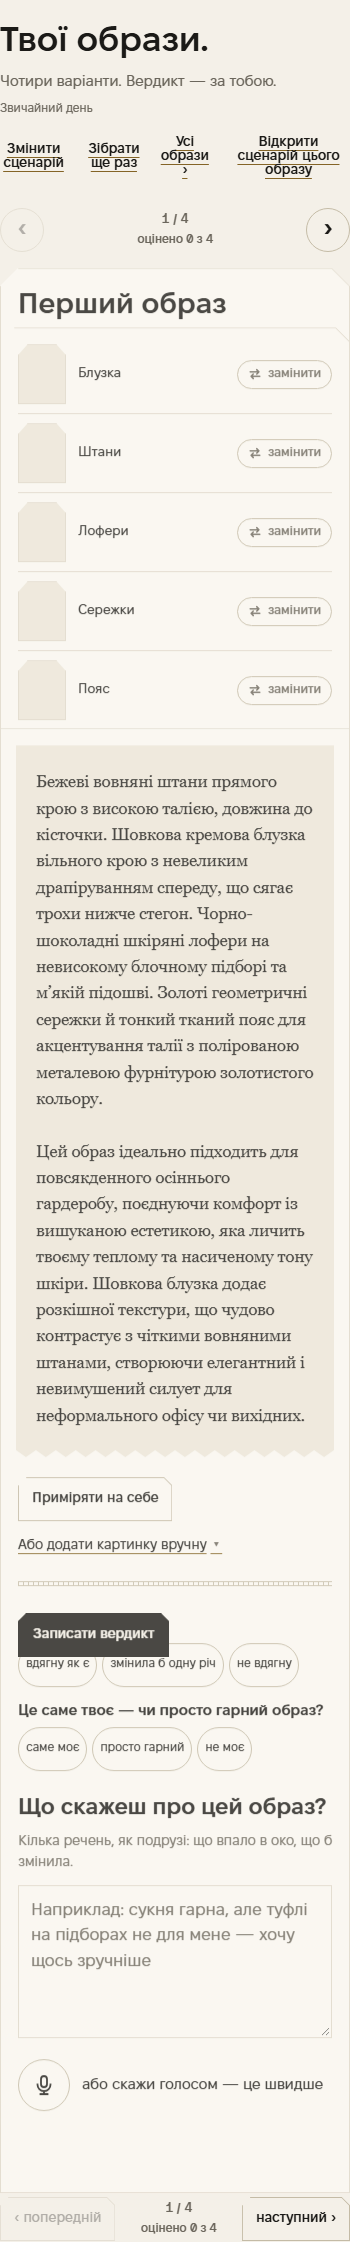 Твої образи.
Чотири варіанти. Вердикт — за тобою.
Звичайний день
Змінити
сценарій
Зібрати
ще раз
Усі
образи
›
Відкрити
сценарій цього
образу
‹
1 / 4
оцінено 0 з 4
›
Перший образ
Блузка
⇄ замінити
Штани
⇄ замінити
Лофери
⇄ замінити
Сережки
⇄ замінити
Пояс
⇄ замінити
Бежеві вовняні штани прямого
крою з високою талією, довжина до
кісточки. Шовкова кремова блузка
вільного крою з невеликим
драпіруванням спереду, що сягає
трохи нижче стегон. Чорно-
шоколадні шкіряні лофери на
невисокому блочному підборі та
м’якій підошві. Золоті геометричні
сережки й тонкий тканий пояс для
акцентування талії з полірованою
металевою фурнітурою золотистого
кольору.
Цей образ ідеально підходить для
повсякденного осіннього
гардеробу, поєднуючи комфорт із
вишуканою естетикою, яка личить
твоєму теплому та насиченому тону
шкіри. Шовкова блузка додає
розкішної текстури, що чудово
контрастує з чіткими вовняними
штанами, створюючи елегантний і
невимушений силует для
неформального офісу чи вихідних.
Приміряти на себе
Або додати картинку вручну ▾
Записати вердикт
вдягну як є
змінила б одну річ
не вдягну
Це саме твоє — чи просто гарний образ?
саме моє
просто гарний
не моє
Що скажеш про цей образ?
Кілька речень, як подрузі: що впало в око, що б
змінила.
Наприклад: сукня гарна, але туфлі
на підборах не для мене — хочу
щось зручніше
або скажи голосом — це швидше
‹ попередній
1 / 4
оцінено 0 з 4
наступний ›